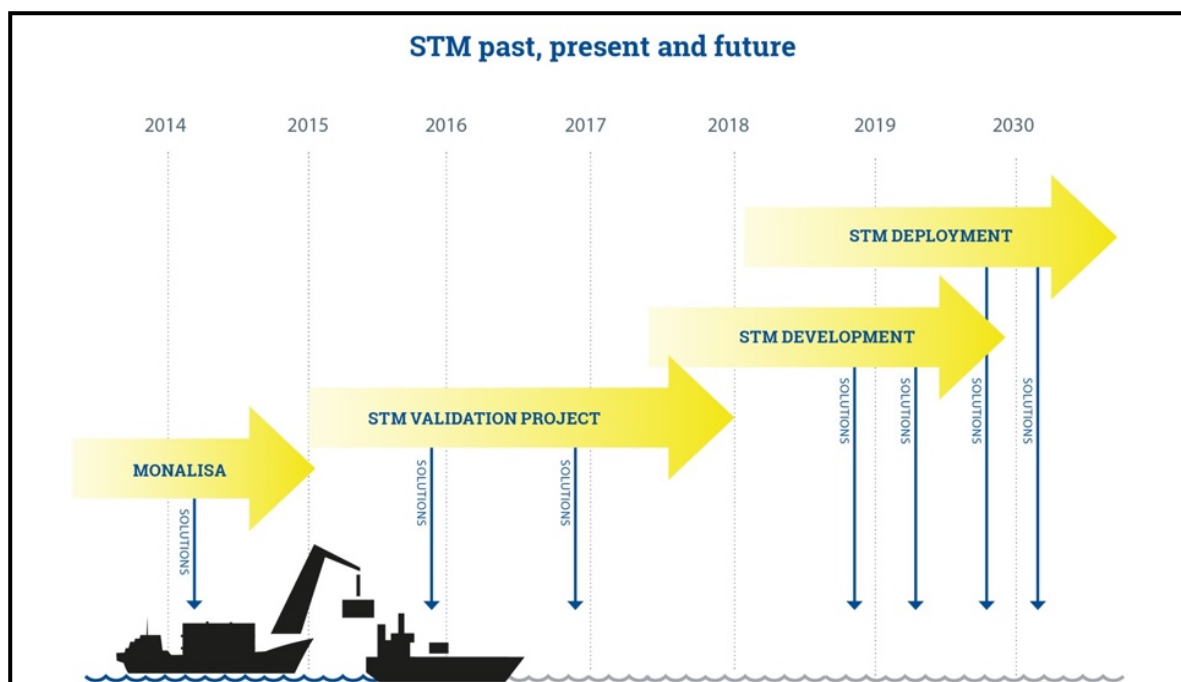 STM past, present and future
2014 2015 2016 2017 2018 2019 2030
STM DEPLOYMENT
STM DEVELOPMENT
STM VALIDATION PROJECT
MONALISA
SOLUTIONS
SOLUTIONS
SOLUTIONS
SOLUTIONS
SOLUTIONS
SOLUTIONS
SOLUTIONS